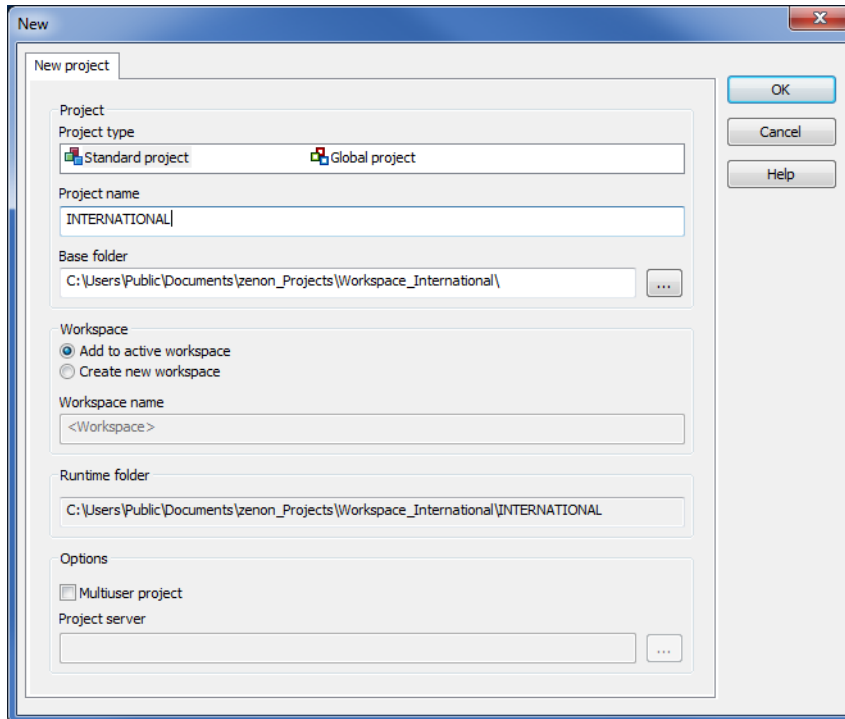 New
New project
OK
Cancel
Help
Project
Project type
Standard project Global project
Project name
INTERNATIONAL
Base folder
C:\Users\Public\Documents\zenon_Projects\Workspace_International\
...
Workspace
Add to active workspace
Create new workspace
Workspace name
<Workspace>
Runtime folder
C:\Users\Public\Documents\zenon_Projects\Workspace_International\INTERNATIONAL
Options
Multiuser project
Project server
...